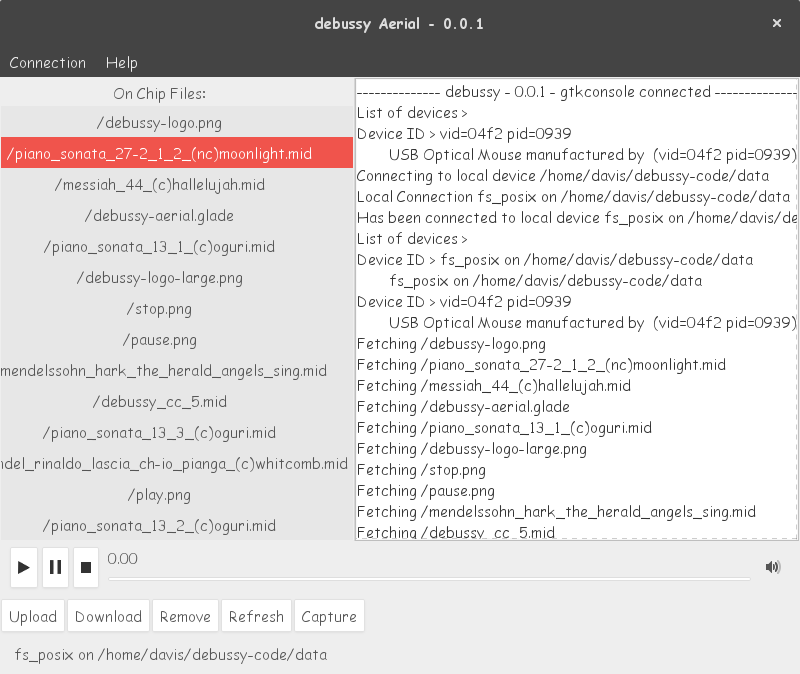 debussy Aerial - 0.0.1
Connection Help
On Chip Files:
/debussy-logo.png
/piano_sonata_27-2_1_2_(nc)moonlight.mid
/messiah_44_(c)hallelujah.mid
/debussy-aerial.glade
/piano_sonata_13_1_(c)oguri.mid
/debussy-logo-large.png
/stop.png
/pause.png
mendelssohn_hark_the_herald_angels_sing.mid
/debussy_cc_5.mid
/piano_sonata_13_3_(c)oguri.mid
ndel_rinaldo_lascia_ch-io_pianga_(c)whitcomb.mid
/play.png
/piano_sonata_13_2_(c)oguri.mid
-------------- debussy - 0.0.1 - gtkconsole connected --------------
List of devices >
Device ID > vid=04f2 pid=0939
USB Optical Mouse manufactured by (vid=04f2 pid=0939)
Connecting to local device /home/davis/debussy-code/data
Local Connection fs_posix on /home/davis/debussy-code/data
Has been connected to local device fs_posix on /home/davis/de
List of devices >
Device ID > fs_posix on /home/davis/debussy-code/data
fs_posix on /home/davis/debussy-code/data
Device ID > vid=04f2 pid=0939
USB Optical Mouse manufactured by (vid=04f2 pid=0939)
Fetching /debussy-logo.png
Fetching /piano_sonata_27-2_1_2_(nc)moonlight.mid
Fetching /messiah_44_(c)hallelujah.mid
Fetching /debussy-aerial.glade
Fetching /piano_sonata_13_1_(c)oguri.mid
Fetching /debussy-logo-large.png
Fetching /stop.png
Fetching /pause.png
Fetching /mendelssohn_hark_the_herald_angels_sing.mid
Fetching /debussy_cc_5.mid
0.00
Upload Download Remove Refresh Capture
fs_posix on /home/davis/debussy-code/data